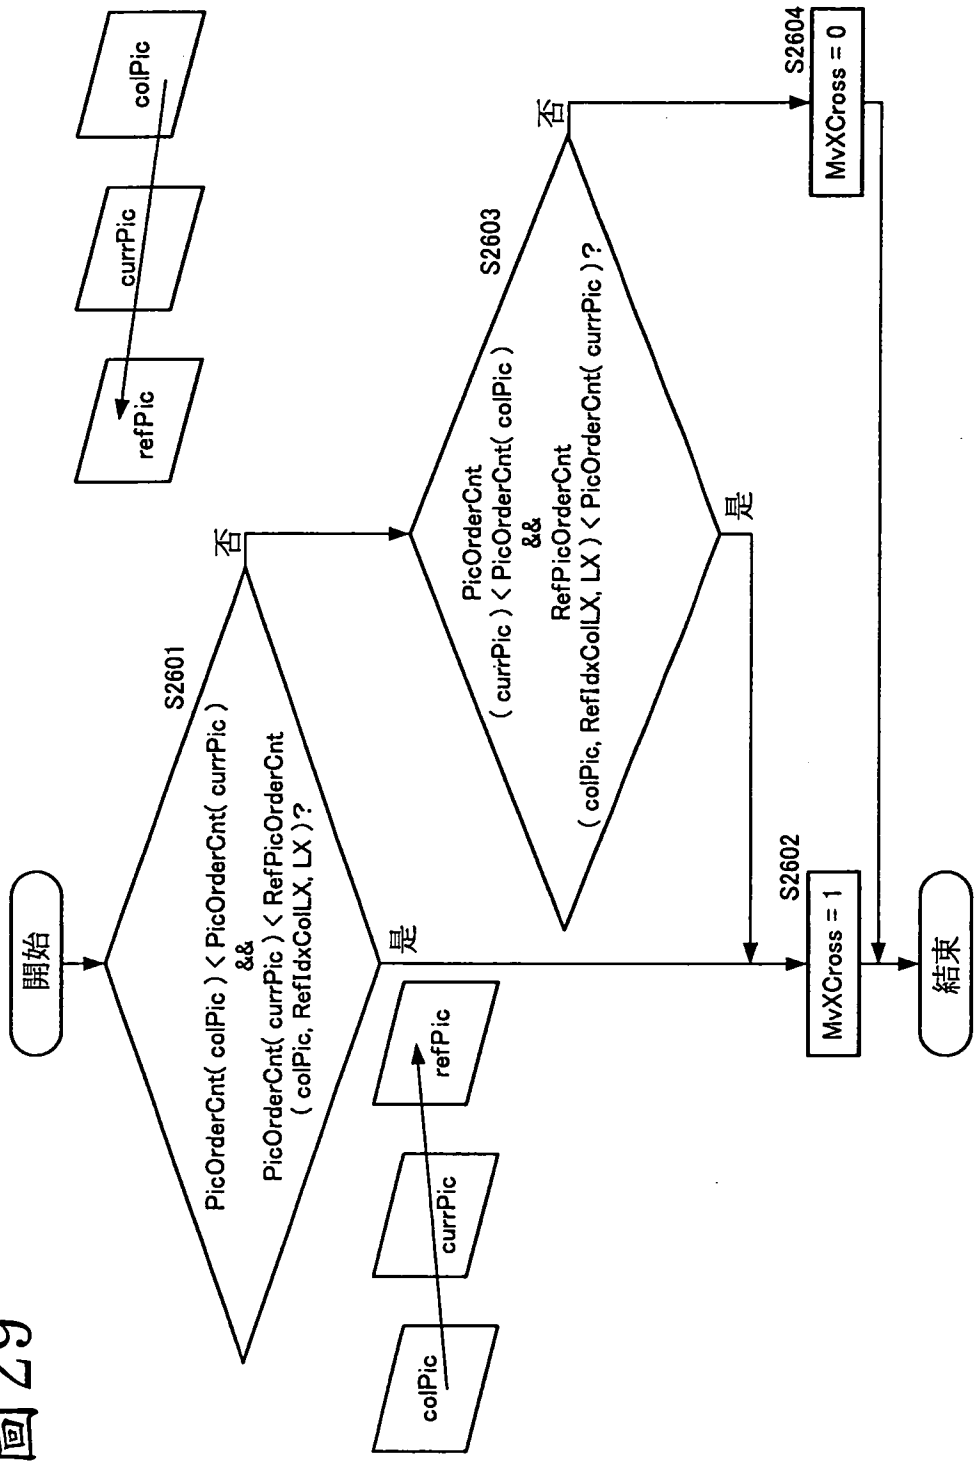 圖29
開始
S2601
PicOrderCnt( colPic ) < PicOrderCnt( currPic )
&&
PicOrderCnt( currPic ) < RefPicOrderCnt
( colPic, RefIdxColLX, LX )?
否
是
colPic
currPic
refPic
refPic
currPic
colPic
S2603
PicOrderCnt
( currPic ) < PicOrderCnt( colPic )
&&
RefPicOrderCnt
( colPic, RefIdxColLX, LX ) < PicOrderCnt( currPic )?
否
是
S2602
MvXCross = 1
S2604
MvXCross = 0
結束